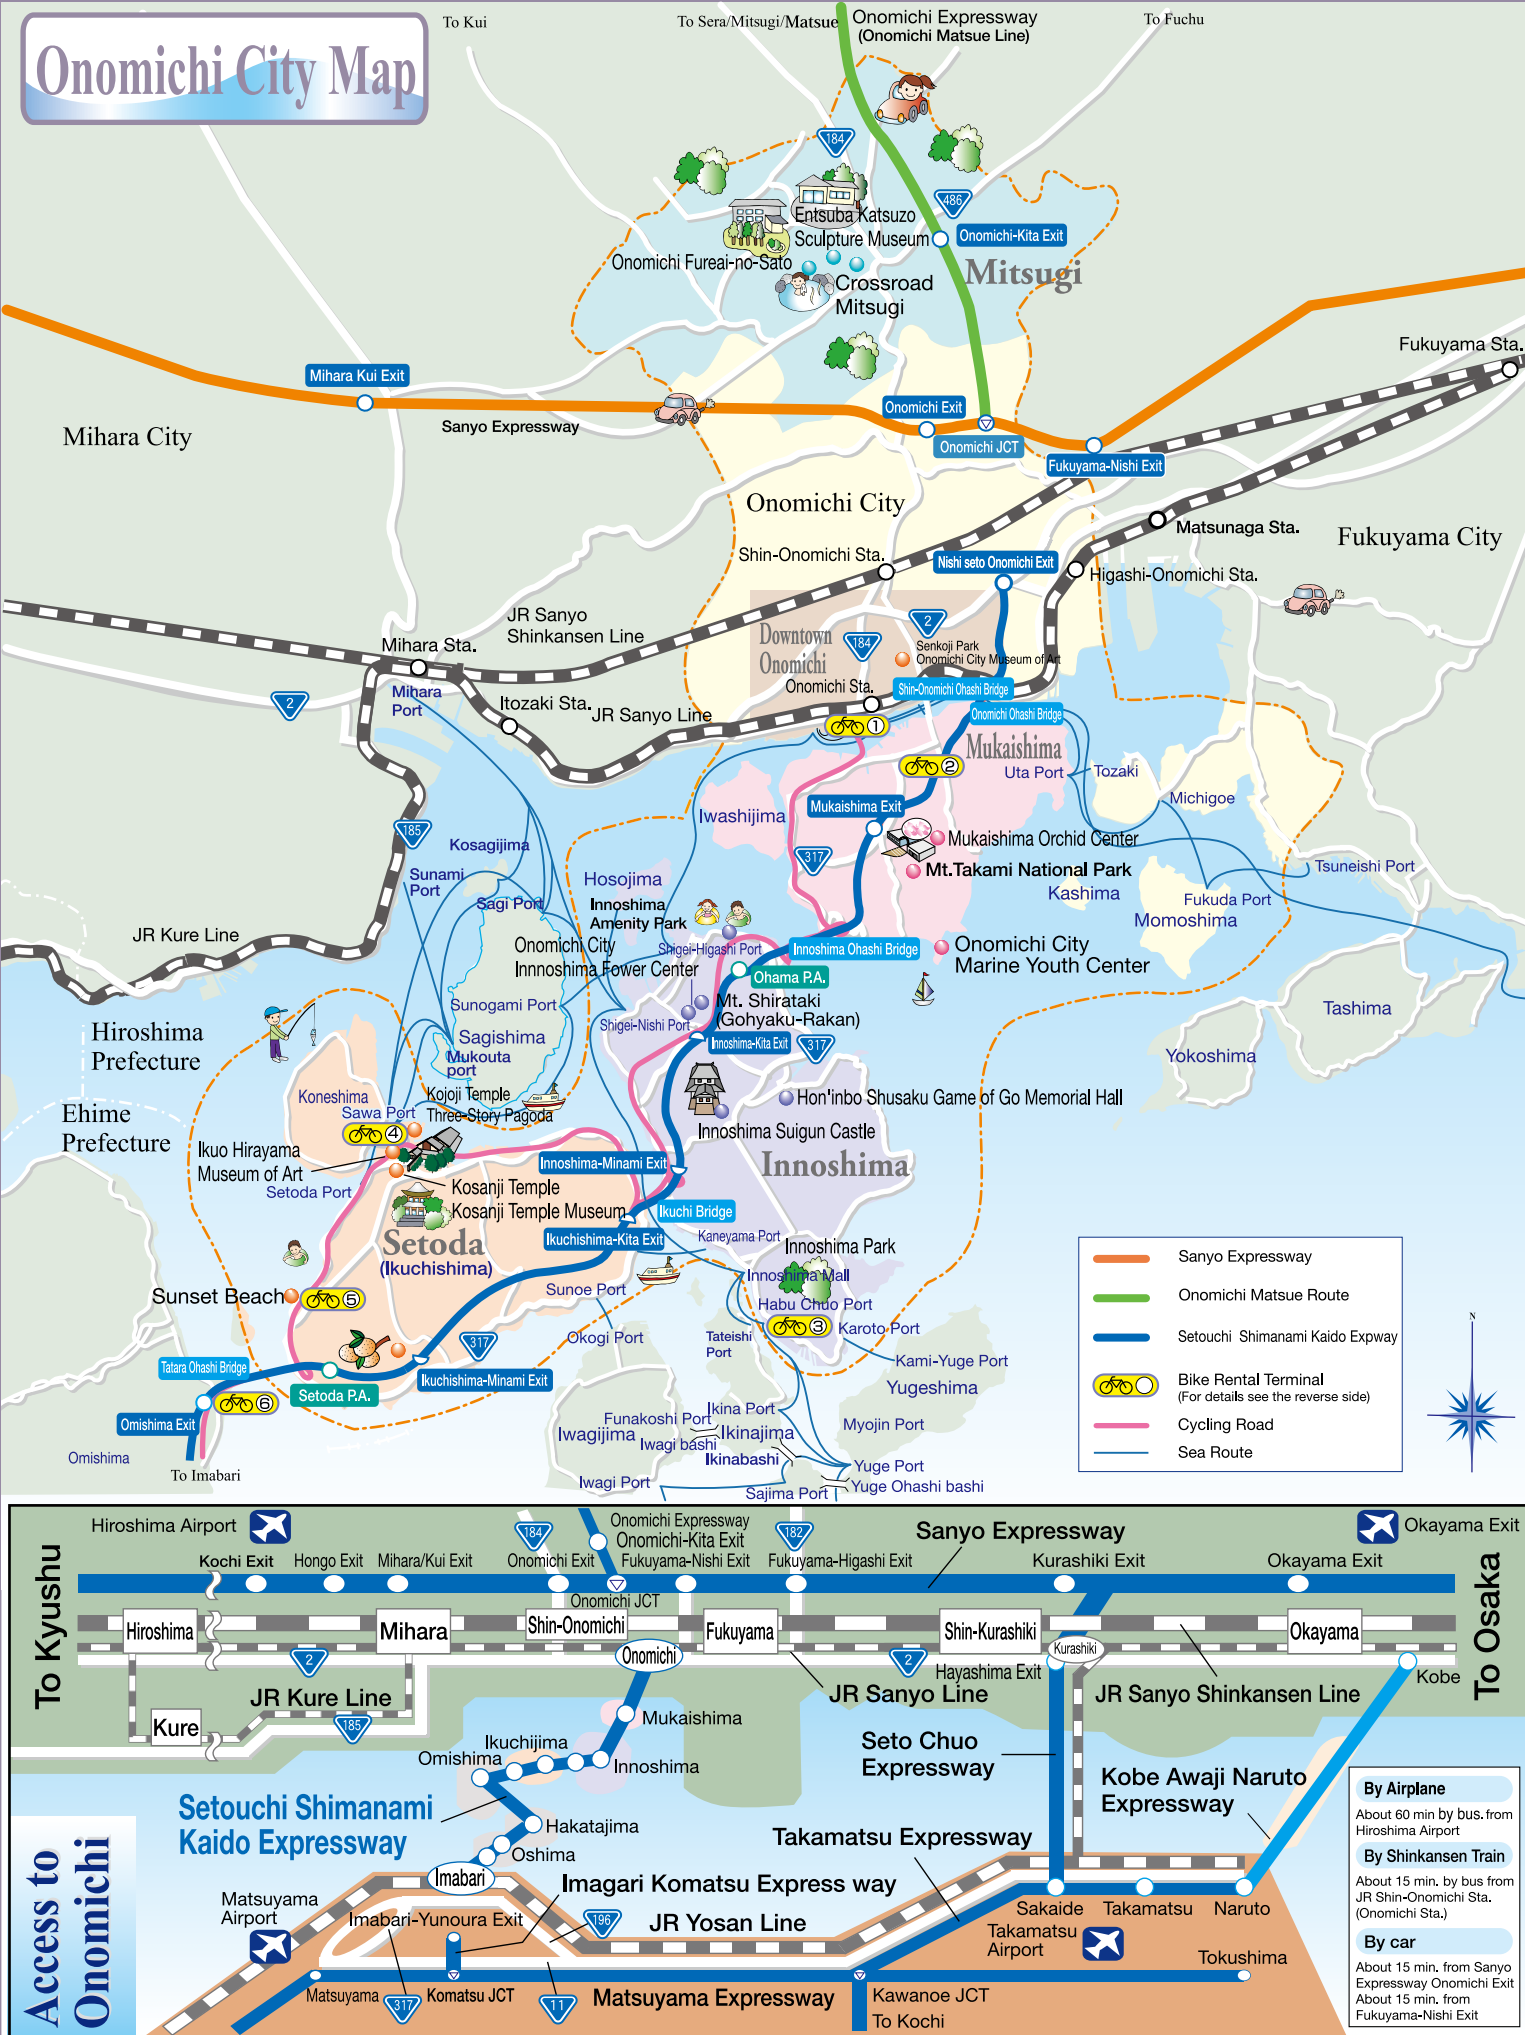 Onomichi City Map
To Kui
To Sera/Mitsugi/Matsue
Onomichi Expressway
(Onomichi Matsue Line)
To Fuchu
184
486
Entsuba Katsuzo
Sculpture Museum
Onomichi-Kita Exit
Onomichi Fureai-no-Sato
Mitsugi
Crossroad
Mitsugi
Fukuyama Sta.
Mihara Kui Exit
Onomichi Exit
Sanyo Expressway
Mihara City
Onomichi JCT
Fukuyama-Nishi Exit
Onomichi City
Matsunaga Sta.
Fukuyama City
Shin-Onomichi Sta.
Nishi seto Onomichi Exit
Higashi-Onomichi Sta.
JR Sanyo
Shinkansen Line
Downtown
Onomichi
184
2
Senkoji Park
Onomichi City Museum of Art
Mihara Sta.
Mihara
Port
2
Onomichi Sta.
Shin-Onomichi Ohashi Bridge
Itozaki Sta.
JR Sanyo Line
Onomichi Ohashi Bridge
①
Mukaishima
②
Uta Port
Tozaki
Michigoe
Iwashijima
Mukaishima Exit
185
Kosagijima
317
Mukaishima Orchid Center
Mt.Takami National Park
Tsuneishi Port
Sunami
Port
Hosojima
Kashima
Fukuda Port
Momoshima
Sagi Port
Innoshima
Amenity Park
JR Kure Line
Onomichi City
Innnoshima Fower Center
Shigei-Higashi Port
Innoshima Ohashi Bridge
Onomichi City
Marine Youth Center
Ohama P.A.
Sunogami Port
Mt. Shirataki
(Gohyaku-Rakan)
Shigei-Nishi Port
Tashima
Hiroshima
Prefecture
Sagishima
Mukouta
port
Innoshima-Kita Exit
317
Yokoshima
Koneshima
Kojoji Temple
Three-Story Pagoda
Hon'inbo Shusaku Game of Go Memorial Hall
Ehime
Prefecture
Sawa Port
④
Innoshima Suigun Castle
Ikuo Hirayama
Museum of Art
Innoshima-Minami Exit
Innoshima
Setoda Port
Kosanji Temple
Kosanji Temple Museum
Ikuchi Bridge
Setoda
(Ikuchishima)
Ikuchishima-Kita Exit
Kaneyama Port
Innoshima Park
Innoshima Mall
Sunset Beach
⑤
Sunoe Port
Habu Chuo Port
③
Karoto Port
Okogi Port
Tateishi
Port
317
Tatara Ohashi Bridge
Setoda P.A.
Ikuchishima-Minami Exit
Kami-Yuge Port
Yugeshima
⑥
Omishima Exit
Ikina Port
Funakoshi Port
Iwagijima
Iwagi bashi
Ikinajima
Myojin Port
Ikinabashi
Omishima
To Imabari
Iwagi Port
Yuge Port
Sajima Port
Yuge Ohashi bashi
Sanyo Expressway
Onomichi Matsue Route
Setouchi Shimanami Kaido Expway
Bike Rental Terminal
(For details see the reverse side)
Cycling Road
Sea Route
N
Access to
Onomichi
To Kyushu
To Osaka
Hiroshima Airport
Okayama Exit
Kochi Exit
Hongo Exit
Mihara/Kui Exit
184
Onomichi Exit
Onomichi Expressway
Onomichi-Kita Exit
Fukuyama-Nishi Exit
182
Fukuyama-Higashi Exit
Sanyo Expressway
Kurashiki Exit
Okayama Exit
Onomichi JCT
Hiroshima
Mihara
Shin-Onomichi
Fukuyama
Shin-Kurashiki
Okayama
Onomichi
Kurashiki
2
2
Hayashima Exit
Kobe
JR Kure Line
JR Sanyo Line
JR Sanyo Shinkansen Line
Kure
185
Mukaishima
Ikuchijima
Omishima
Innoshima
Seto Chuo
Expressway
Kobe Awaji Naruto
Expressway
Setouchi Shimanami
Kaido Expressway
Hakatajima
Oshima
Takamatsu Expressway
Imabari
Imagari Komatsu Express way
Matsuyama
Airport
Imabari-Yunoura Exit
196
JR Yosan Line
Sakaide
Takamatsu
Naruto
Takamatsu
Airport
Tokushima
Matsuyama
317
Komatsu JCT
11
Matsuyama Expressway
Kawanoe JCT
To Kochi
By Airplane
About 60 min by bus. from
Hiroshima Airport
By Shinkansen Train
About 15 min. by bus from
JR Shin-Onomichi Sta.
(Onomichi Sta.)
By car
About 15 min. from Sanyo
Expressway Onomichi Exit
About 15 min. from
Fukuyama-Nishi Exit